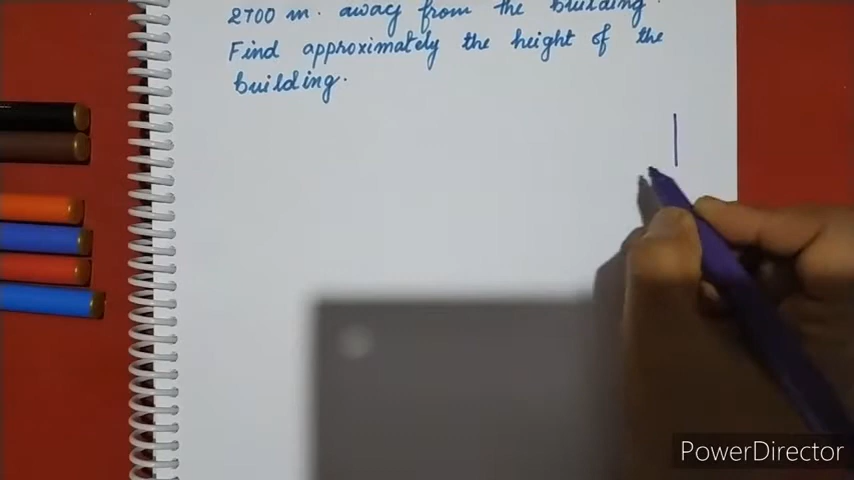 2700 m. away from the building.
Find approximately the height of the
building.
PowerDirector